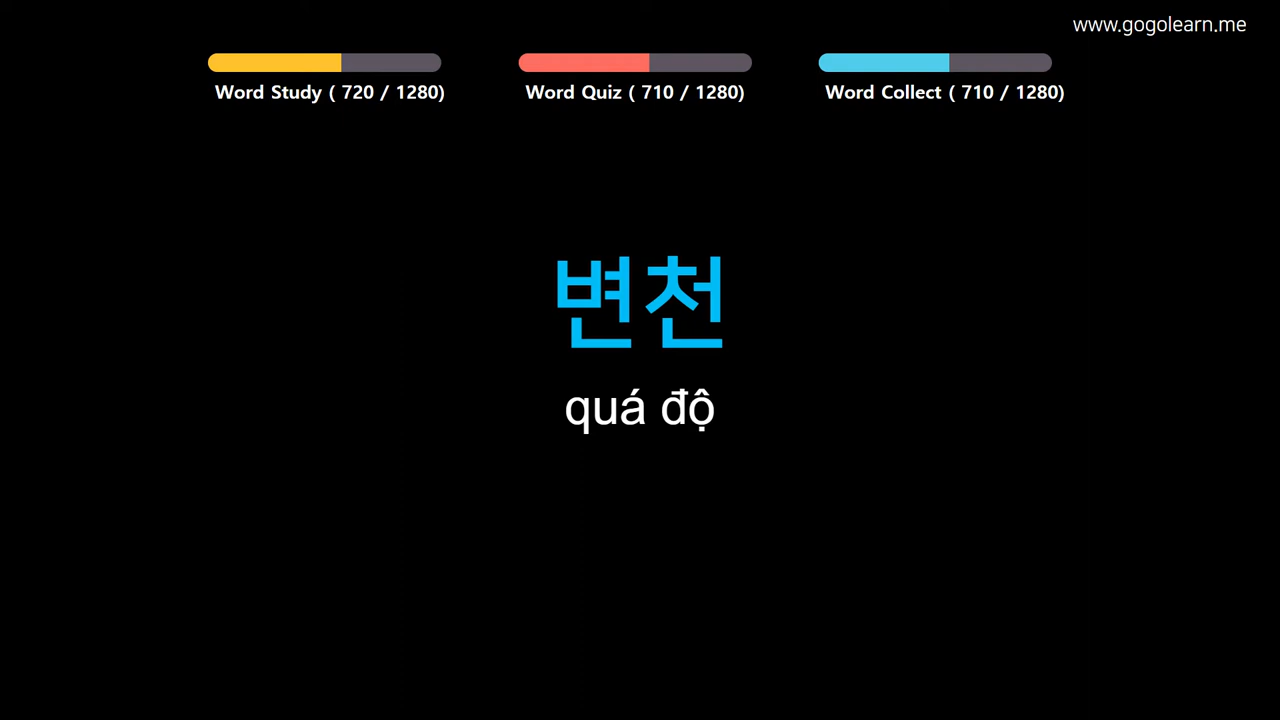 www.gogolearn.me
Word Study ( 720 / 1280)
Word Quiz ( 710 / 1280)
Word Collect ( 710 / 1280)
변천
quá độ